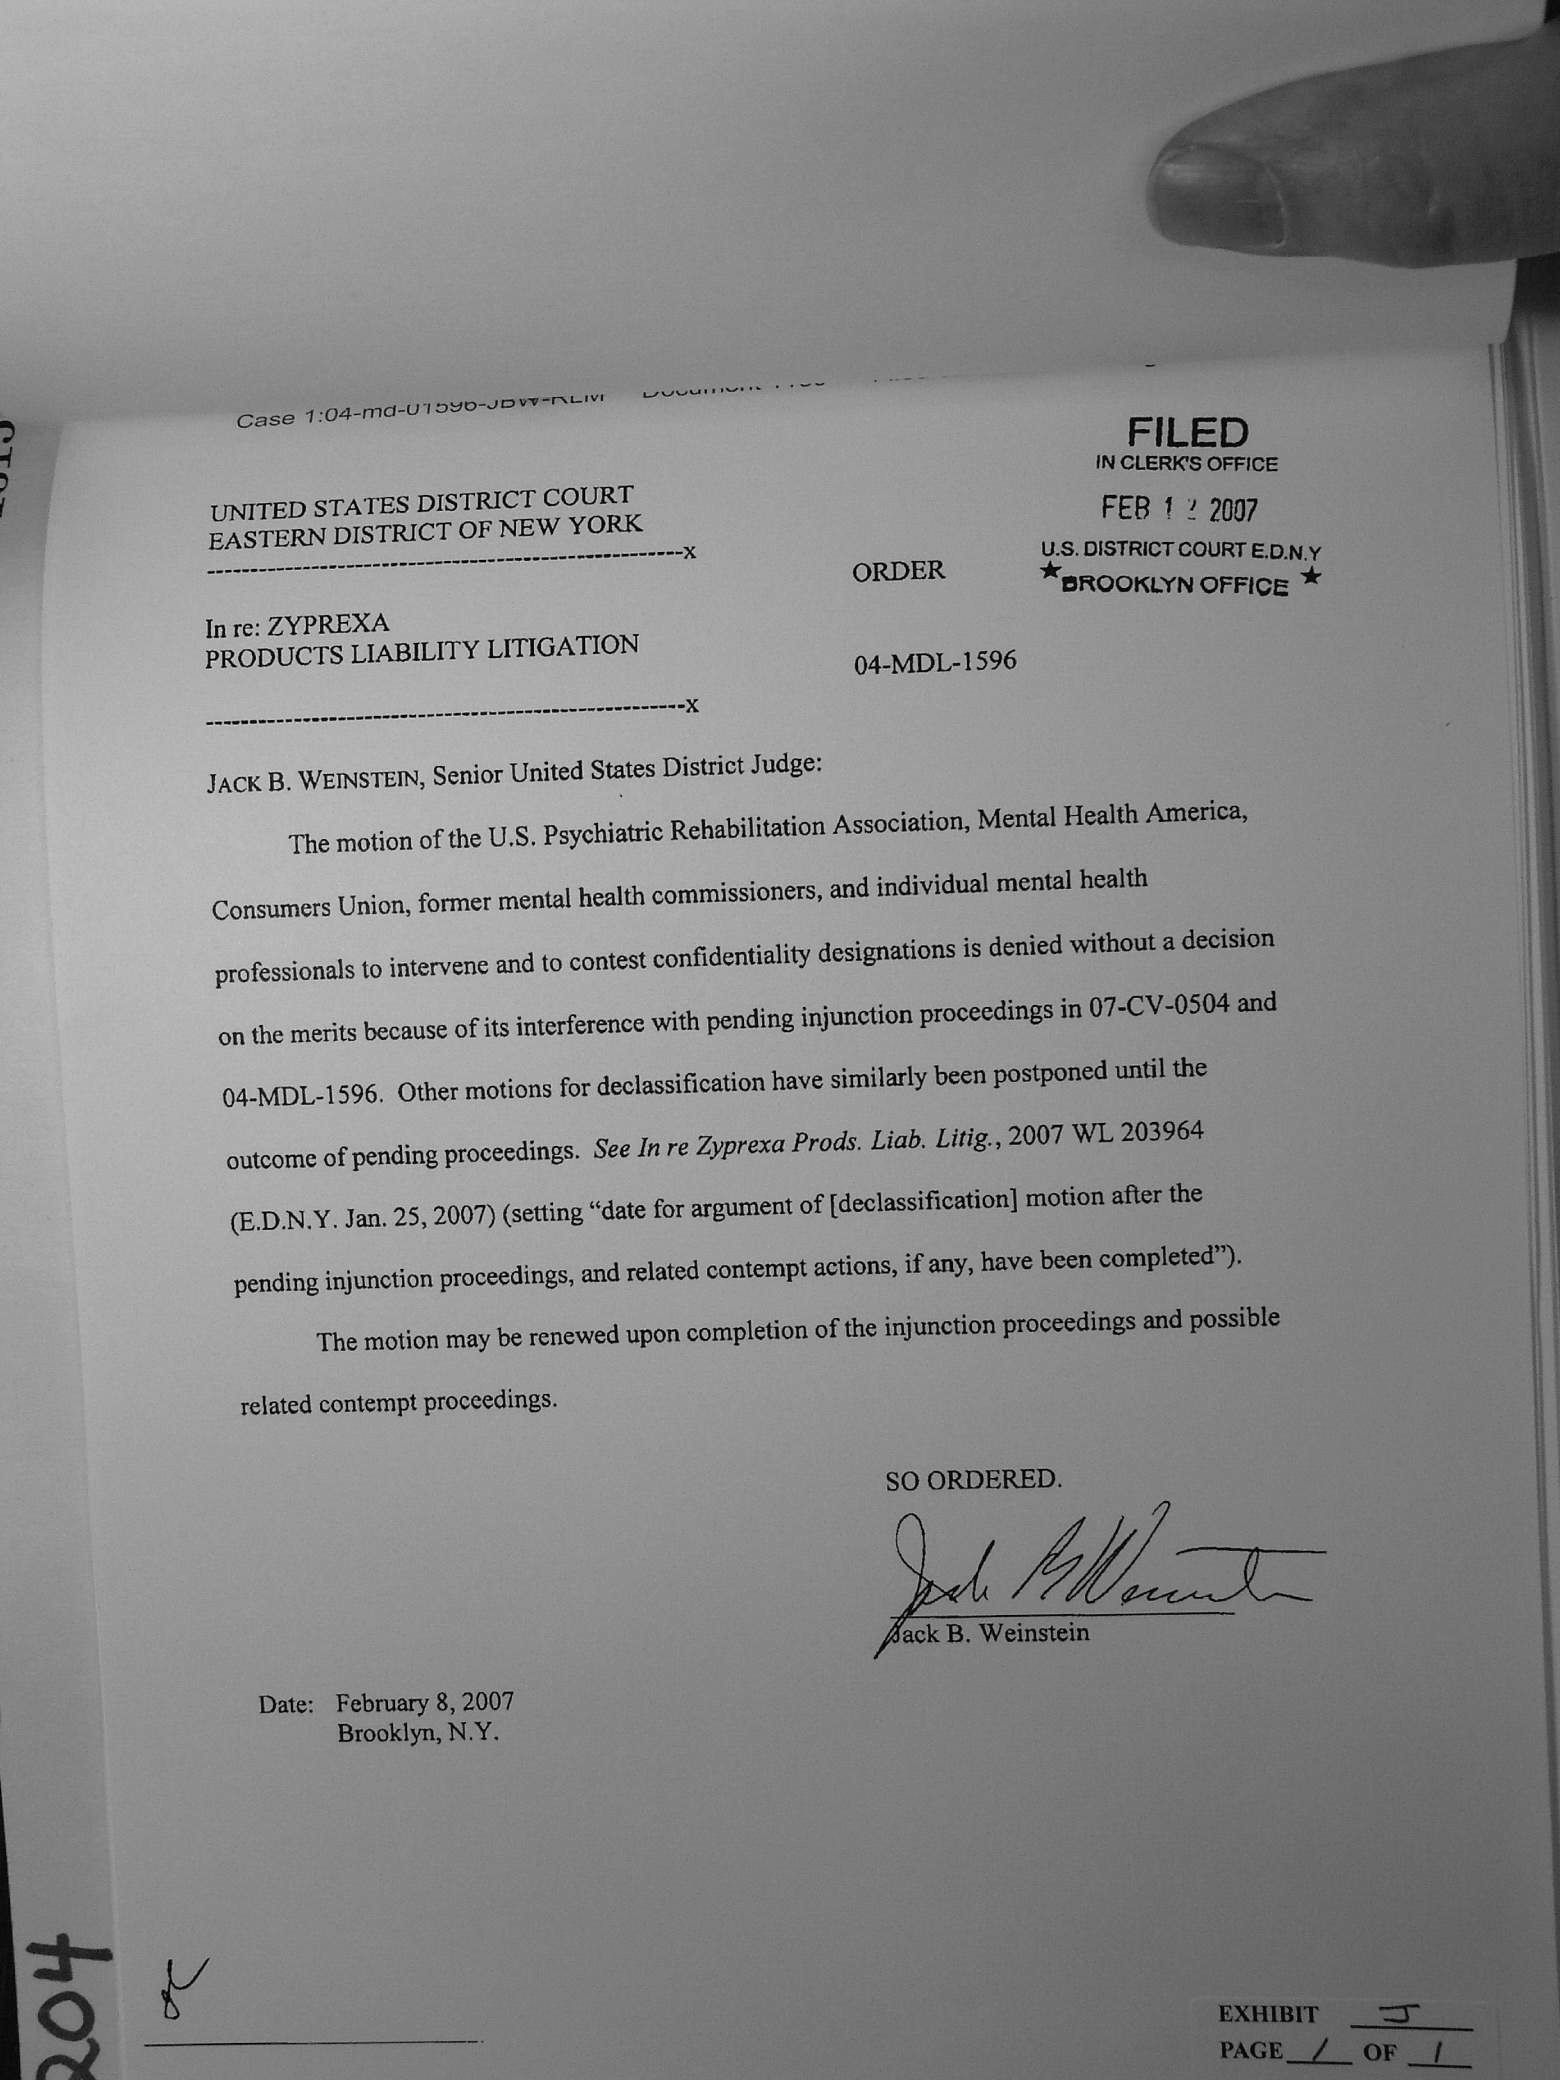 Case 1:04-md-01596-JBW-RLM Document
FILED
IN CLERK'S OFFICE
FEB 12 2007
U.S. DISTRICT COURT E.D.N.Y
★ BROOKLYN OFFICE ★
UNITED STATES DISTRICT COURT
EASTERN DISTRICT OF NEW YORK
-------------------------------------------------------x
ORDER
In re: ZYPREXA
PRODUCTS LIABILITY LITIGATION
04-MDL-1596
-------------------------------------------------------x
JACK B. WEINSTEIN, Senior United States District Judge:
The motion of the U.S. Psychiatric Rehabilitation Association, Mental Health America,
Consumers Union, former mental health commissioners, and individual mental health
professionals to intervene and to contest confidentiality designations is denied without a decision
on the merits because of its interference with pending injunction proceedings in 07-CV-0504 and
04-MDL-1596. Other motions for declassification have similarly been postponed until the
outcome of pending proceedings. See In re Zyprexa Prods. Liab. Litig., 2007 WL 203964
(E.D.N.Y. Jan. 25, 2007) (setting “date for argument of [declassification] motion after the
pending injunction proceedings, and related contempt actions, if any, have been completed”).
The motion may be renewed upon completion of the injunction proceedings and possible
related contempt proceedings.
SO ORDERED.
Jack B Weinstein
Jack B. Weinstein
Date: February 8, 2007
Brooklyn, N.Y.
204
EXHIBIT J
PAGE 1 OF 1